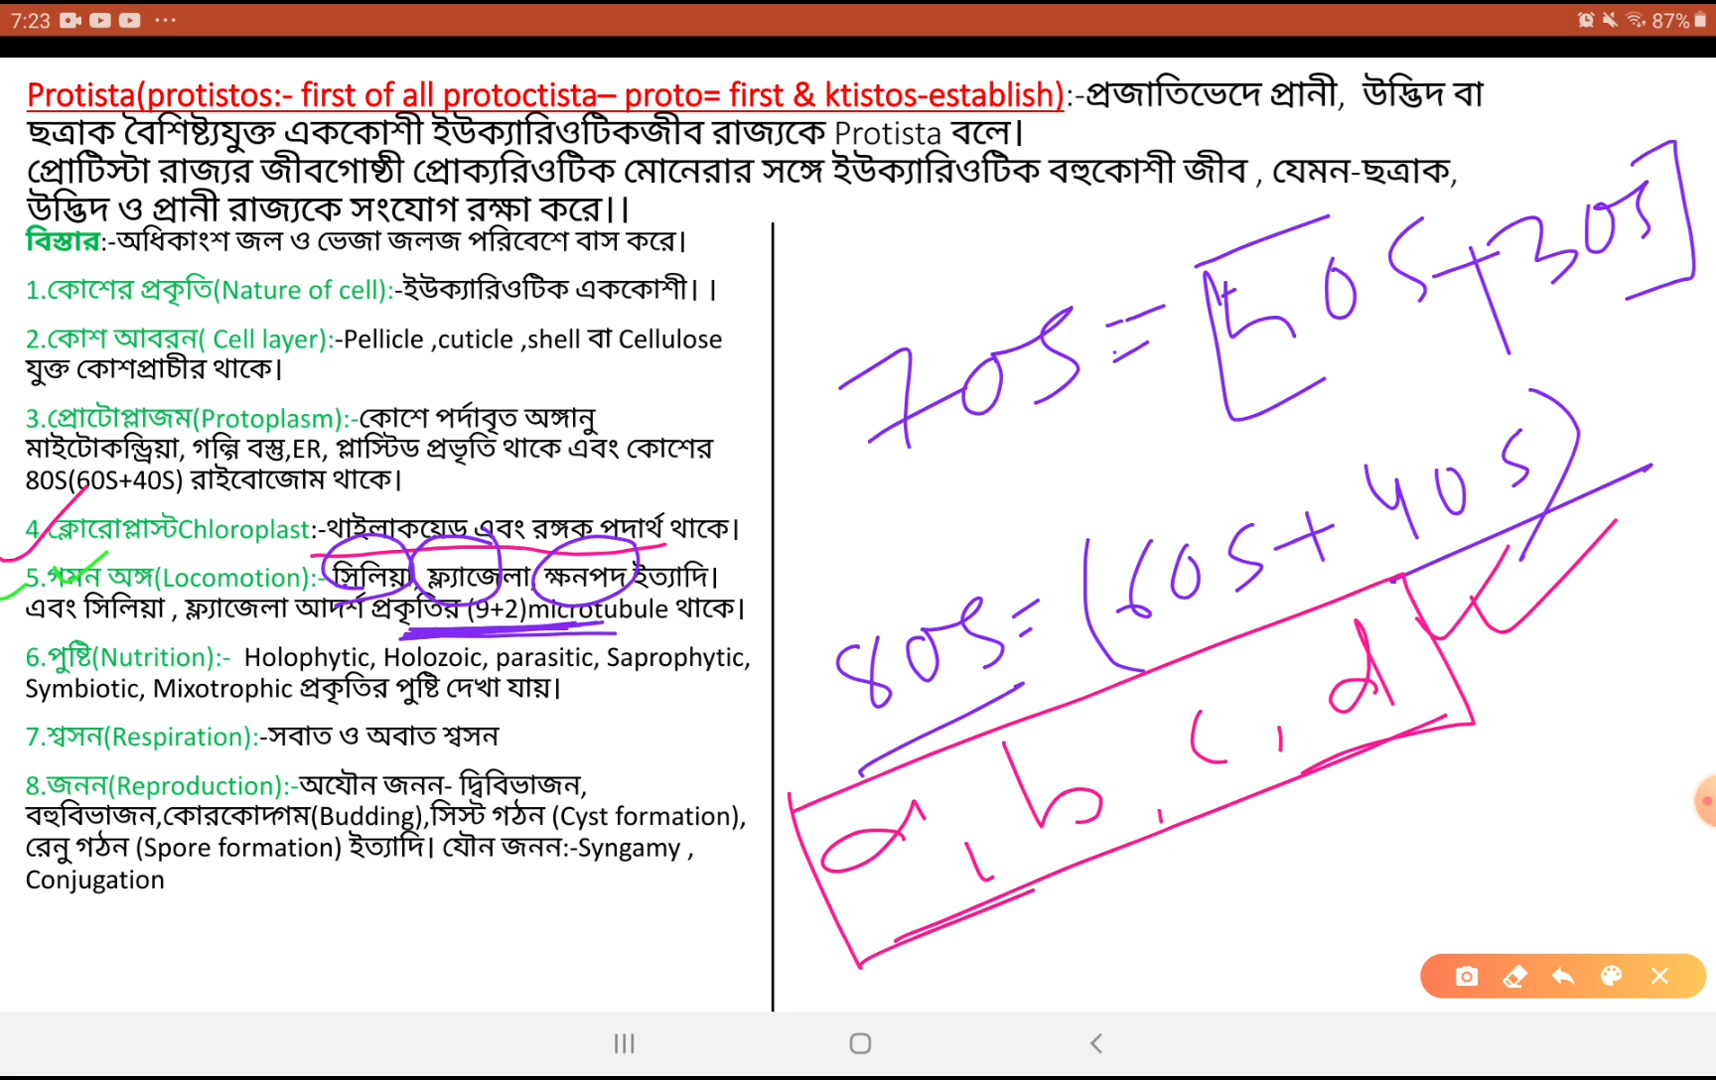 7:23
87%
Protista(protistos:- first of all protoctista– proto= first & ktistos-establish):-প্রজাতিভেদে প্রানী, উদ্ভিদ বা
ছত্রাক বৈশিষ্ট্যযুক্ত এককোশী ইউক্যারিওটিকজীব রাজ্যকে Protista বলে।
প্রোটিস্টা রাজ্যর জীবগোষ্ঠী প্রোক্যরিওটিক মোনেরার সঙ্গে ইউক্যারিওটিক বহুকোশী জীব , যেমন-ছত্রাক,
উদ্ভিদ ও প্রানী রাজ্যকে সংযোগ রক্ষা করে।।
বিস্তার:-অধিকাংশ জল ও ভেজা জলজ পরিবেশে বাস করে।
1.কোশের প্রকৃতি(Nature of cell):-ইউক্যারিওটিক এককোশী। ।
2.কোশ আবরন( Cell layer):-Pellicle ,cuticle ,shell বা Cellulose
যুক্ত কোশপ্রাচীর থাকে।
3.প্রোটোপ্লাজম(Protoplasm):-কোশে পর্দাবৃত অঙ্গানু
মাইটোকন্ড্রিয়া, গল্গি বস্তু,ER, প্লাস্টিড প্রভৃতি থাকে এবং কোশের
80S(60S+40S) রাইবোজোম থাকে।
4.ক্লোরোপ্লাস্টChloroplast:-থাইলাকয়েড এবং রঙ্গক পদার্থ থাকে।
5.গমন অঙ্গ(Locomotion):- সিলিয়া, ফ্ল্যাজেলা, ক্ষনপদ ইত্যাদি।
এবং সিলিয়া , ফ্ল্যাজেলা আদর্শ প্রকৃতির (9+2)microtubule থাকে।
6.পুষ্টি(Nutrition):- Holophytic, Holozoic, parasitic, Saprophytic,
Symbiotic, Mixotrophic প্রকৃতির পুষ্টি দেখা যায়।
7.শ্বসন(Respiration):-সবাত ও অবাত শ্বসন
8.জনন(Reproduction):-অযৌন জনন- দ্বিবিভাজন,
বহুবিভাজন,কোরকোদ্গম(Budding),সিস্ট গঠন (Cyst formation),
রেনু গঠন (Spore formation) ইত্যাদি। যৌন জনন:-Syngamy ,
Conjugation
70S = [50S+30S]
80S = (60S+40S)
a, b, c, d